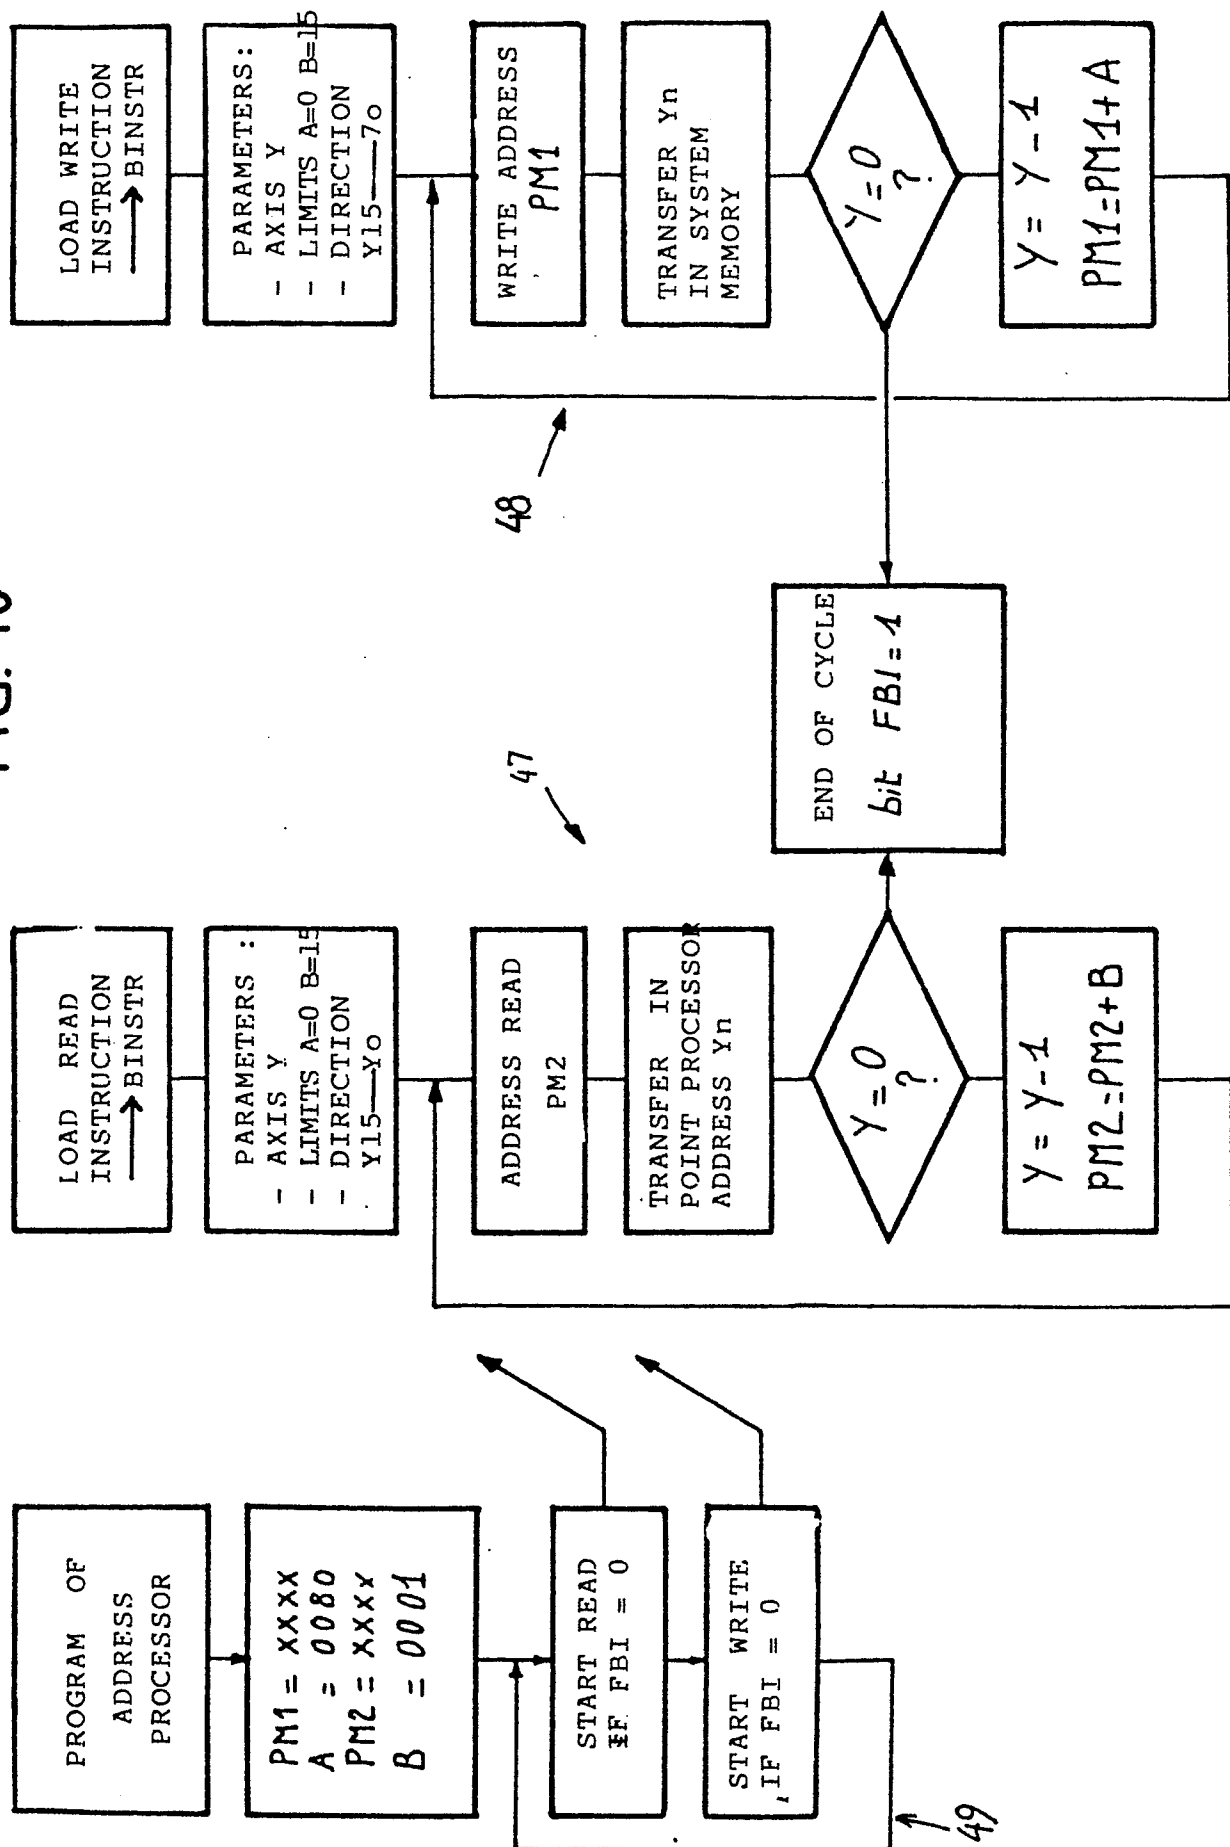 FIG.
PROGRAM OF
ADDRESS
PROCESSOR
PM1 = XXXX
A = 0080
PM2 = XXXX
B = 0001
START READ
IF FBI = 0
START WRITE
IF FBI = 0
49
LOAD READ
INSTRUCTION
→ BINSTR
PARAMETERS :
- AXIS Y
- LIMITS A=0 B=15
- DIRECTION
Y15—Yo
ADDRESS READ
PM2
TRANSFER IN
POINT PROCESSOR
ADDRESS Yn
Y = 0
?
Y = Y-1
PM2=PM2+B
47
END OF CYCLE
bit FBI=1
48
LOAD WRITE
INSTRUCTION
→ BINSTR
PARAMETERS:
- AXIS Y
- LIMITS A=0 B=15
- DIRECTION
Y15—7o
WRITE ADDRESS
PM1
TRANSFER Yn
IN SYSTEM
MEMORY
Y=0
?
Y = Y-1
PM1=PM1+A